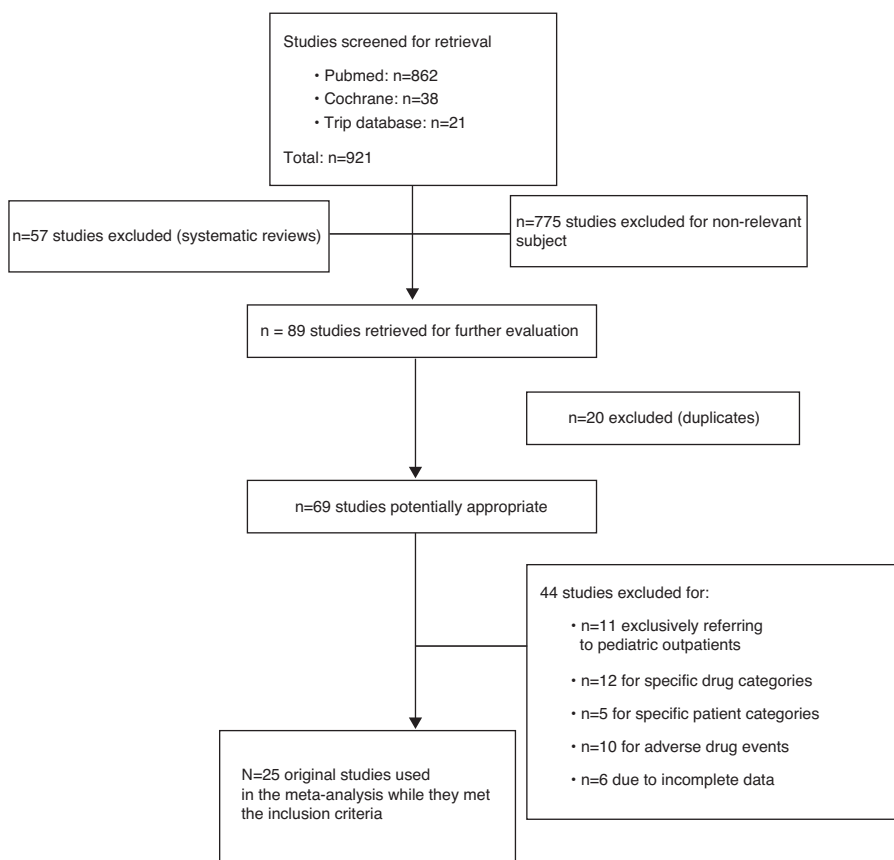 Studies screened for retrieval
• Pubmed: n=862
• Cochrane: n=38
• Trip database: n=21
Total: n=921
n=57 studies excluded (systematic reviews)
n=775 studies excluded for non-relevant
subject
n = 89 studies retrieved for further evaluation
n=20 excluded (duplicates)
n=69 studies potentially appropriate
44 studies excluded for:
• n=11 exclusively referring
to pediatric outpatients
• n=12 for specific drug categories
• n=5 for specific patient categories
• n=10 for adverse drug events
• n=6 due to incomplete data
N=25 original studies used
in the meta-analysis while they met
the inclusion criteria